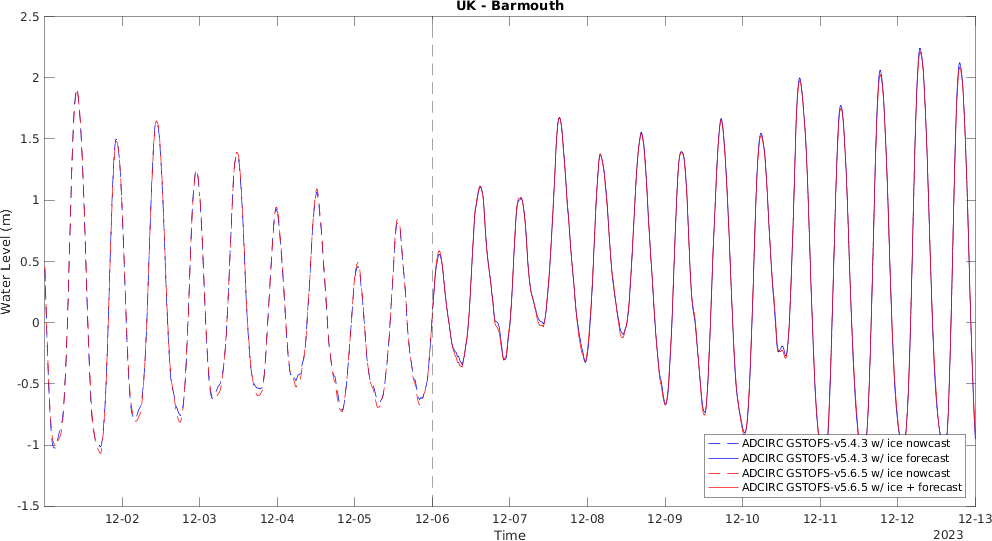 UK - Barmouth
2.5
2
1.5
1
0.5
0
-0.5
-1
-1.5
Water Level (m)
ADCIRC GSTOFS-v5.4.3 w/ ice nowcast
ADCIRC GSTOFS-v5.4.3 w/ ice forecast
ADCIRC GSTOFS-v5.6.5 w/ ice nowcast
ADCIRC GSTOFS-v5.6.5 w/ ice + forecast
12-02 12-03 12-04 12-05 12-06 12-07 12-08 12-09 12-10 12-11 12-12 12-13
Time
2023